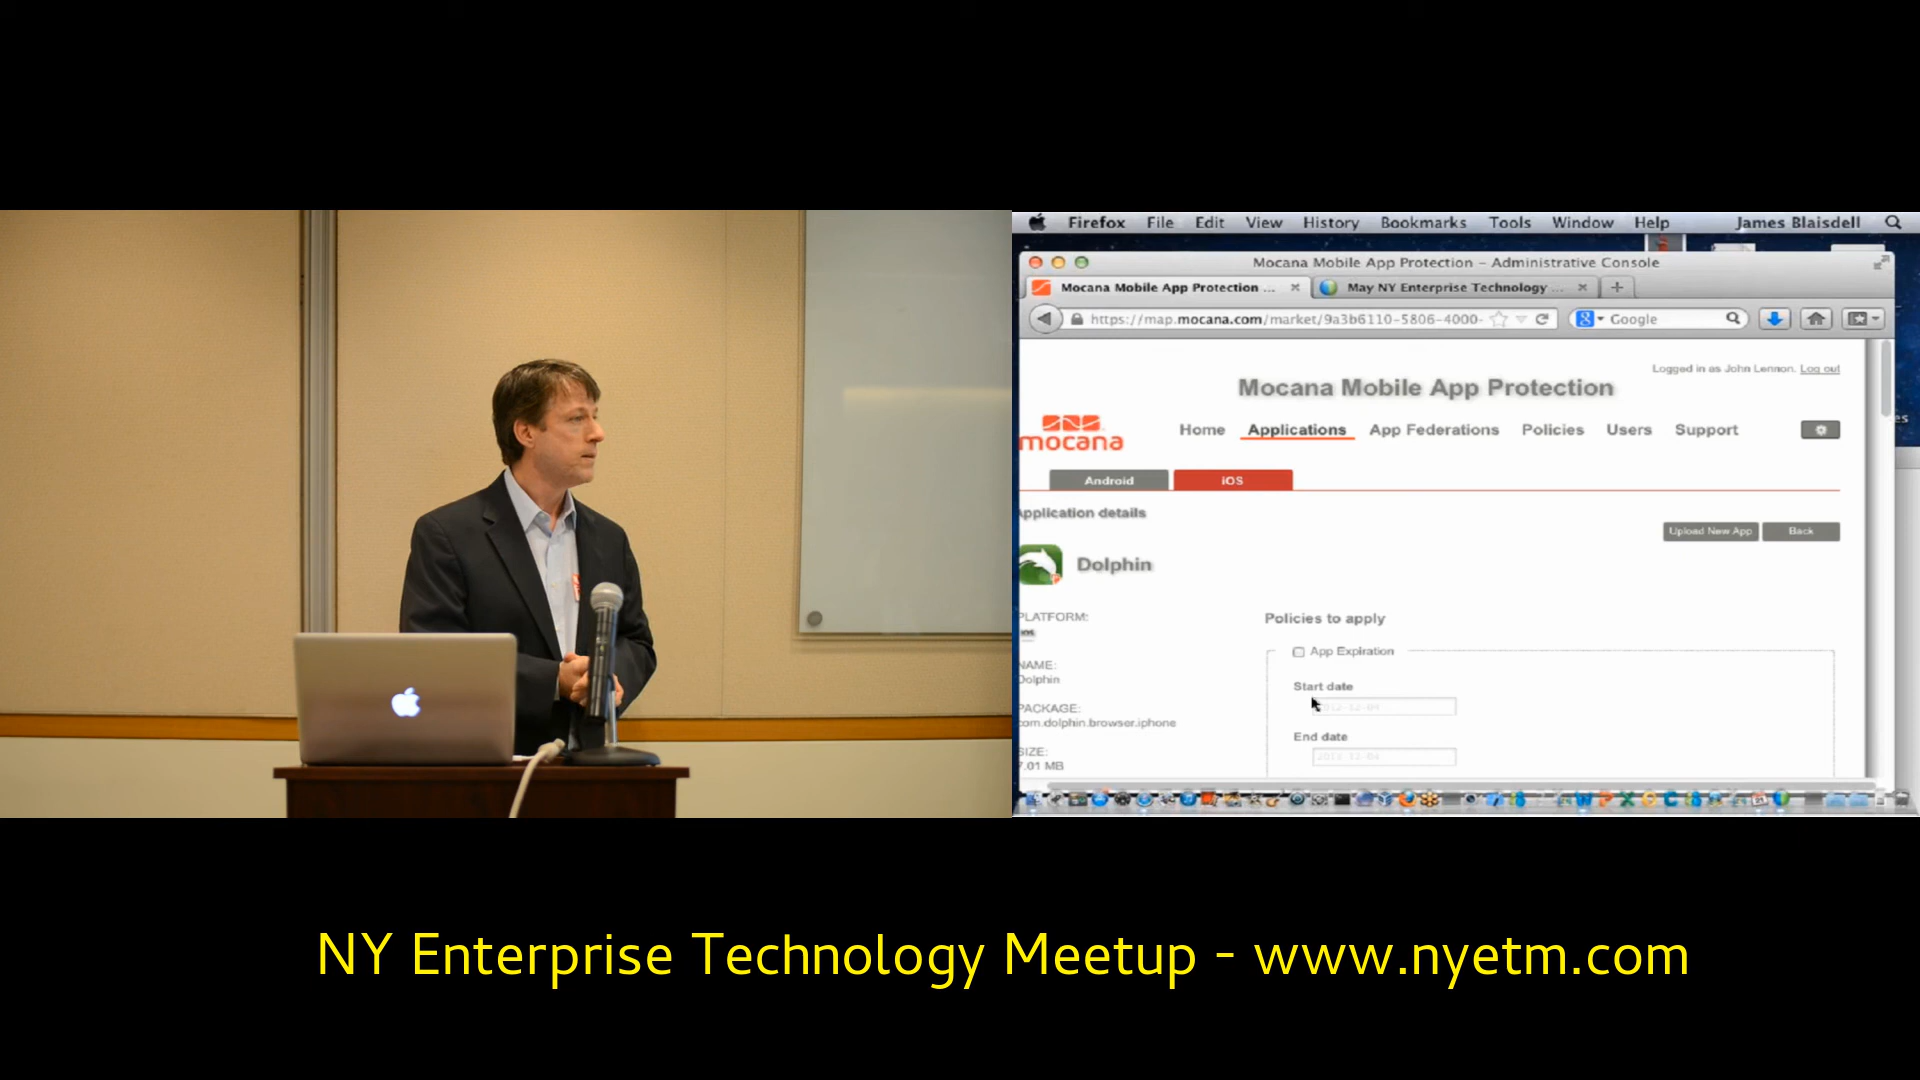 Firefox File Edit View History Bookmarks Tools Window Help James Blaisdell
Mocana Mobile App Protection – Administrative Console
Mocana Mobile App Protection ... May NY Enterprise Technology ...
https://map.mocana.com/market/9a3b6110-5806-4000- Google
Logged in as John Lennon. Log out
Mocana Mobile App Protection
mocana
Home Applications App Federations Policies Users Support
Android iOS
Application details
Upload New App Back
Dolphin
PLATFORM:
ios
NAME:
Dolphin
PACKAGE:
com.dolphin.browser.iphone
SIZE:
7.01 MB
Policies to apply
App Expiration
Start date
End date
NY Enterprise Technology Meetup - www.nyetm.com